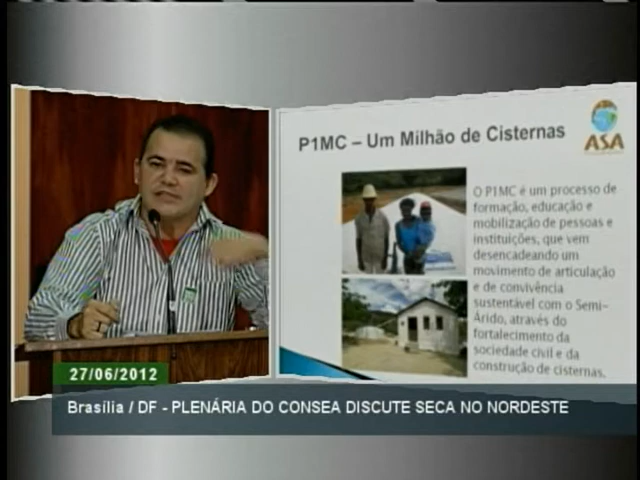 P1MC – Um Milhão de Cisternas
ASA
O P1MC é um processo de
formação, educação e
mobilização de pessoas e
instituições, que vem
desencadeando um
movimento de articulação
e de convivência
sustentável com o Semi-
Árido, através do
fortalecimento da
sociedade civil e da
construção de cisternas.
27/06/2012
Brasília / DF - PLENÁRIA DO CONSEA DISCUTE SECA NO NORDESTE